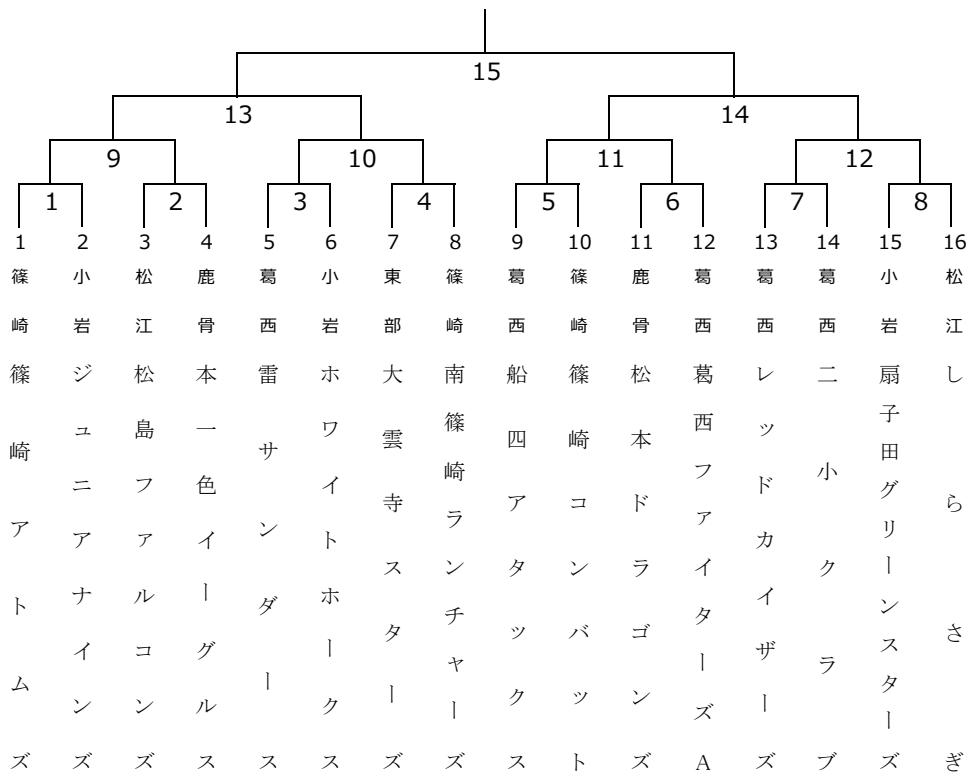 15
13 14
9 10 11 12
1 2 3 4 5 6 7 8
1 篠崎 篠崎アトムズ
2 小岩 ジュニアナインズ
3 松江 松島ファルコンズ
4 鹿骨 本一色イーグルス
5 葛西 雷サンダース
6 小岩 ホワイトホークス
7 東部 大雲寺スターズ
8 篠崎 南篠崎ランチャーズ
9 葛西 船四アタックス
10 篠崎 篠崎コンバット
11 鹿骨 松本ドラゴンズ
12 葛西 葛西ファイターズA
13 葛西 レッドカイザーズ
14 葛西 二小クラブ
15 小岩 扇子田グリーンスターズ
16 松江 しらさぎ